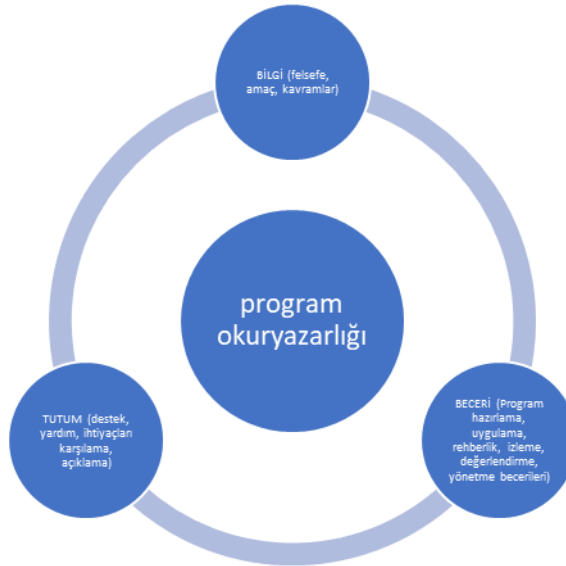 BİLGİ (felsefe,
amaç, kavramlar)
program
okuryazarlığı
TUTUM (destek,
yardım, ihtiyaçları
karşılama,
açıklama)
BECERİ (Program
hazırlama,
uygulama,
rehberlik, izleme,
değerlendirme,
yönetme becerileri)